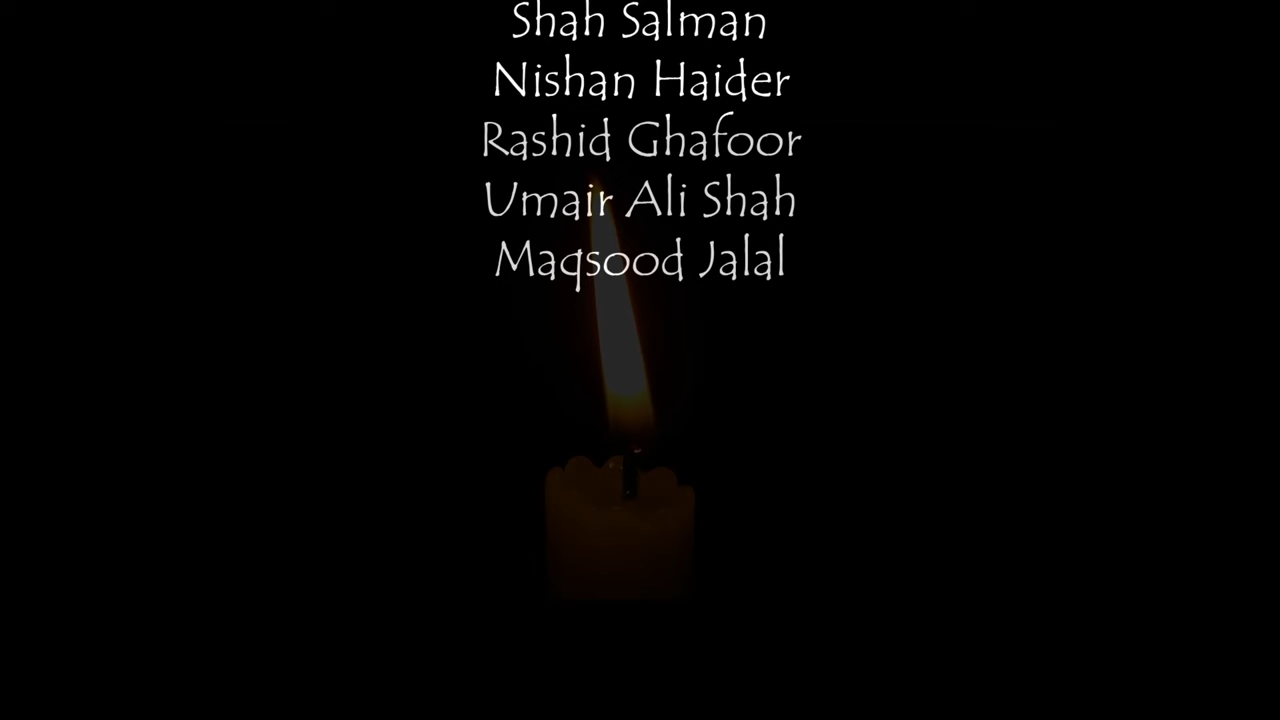 Shah Salman
Nishan Haider
Rashid Ghafoor
Umair Ali Shah
Maqsood Jalal